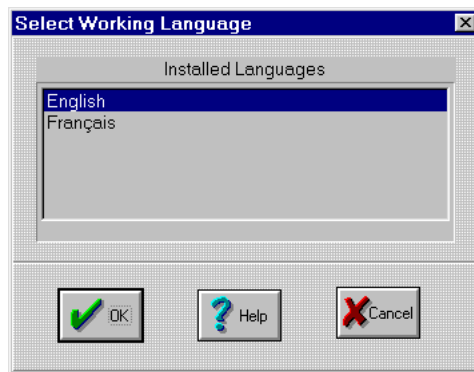 Select Working Language
Installed Languages
English
Français
OK
Help
Cancel